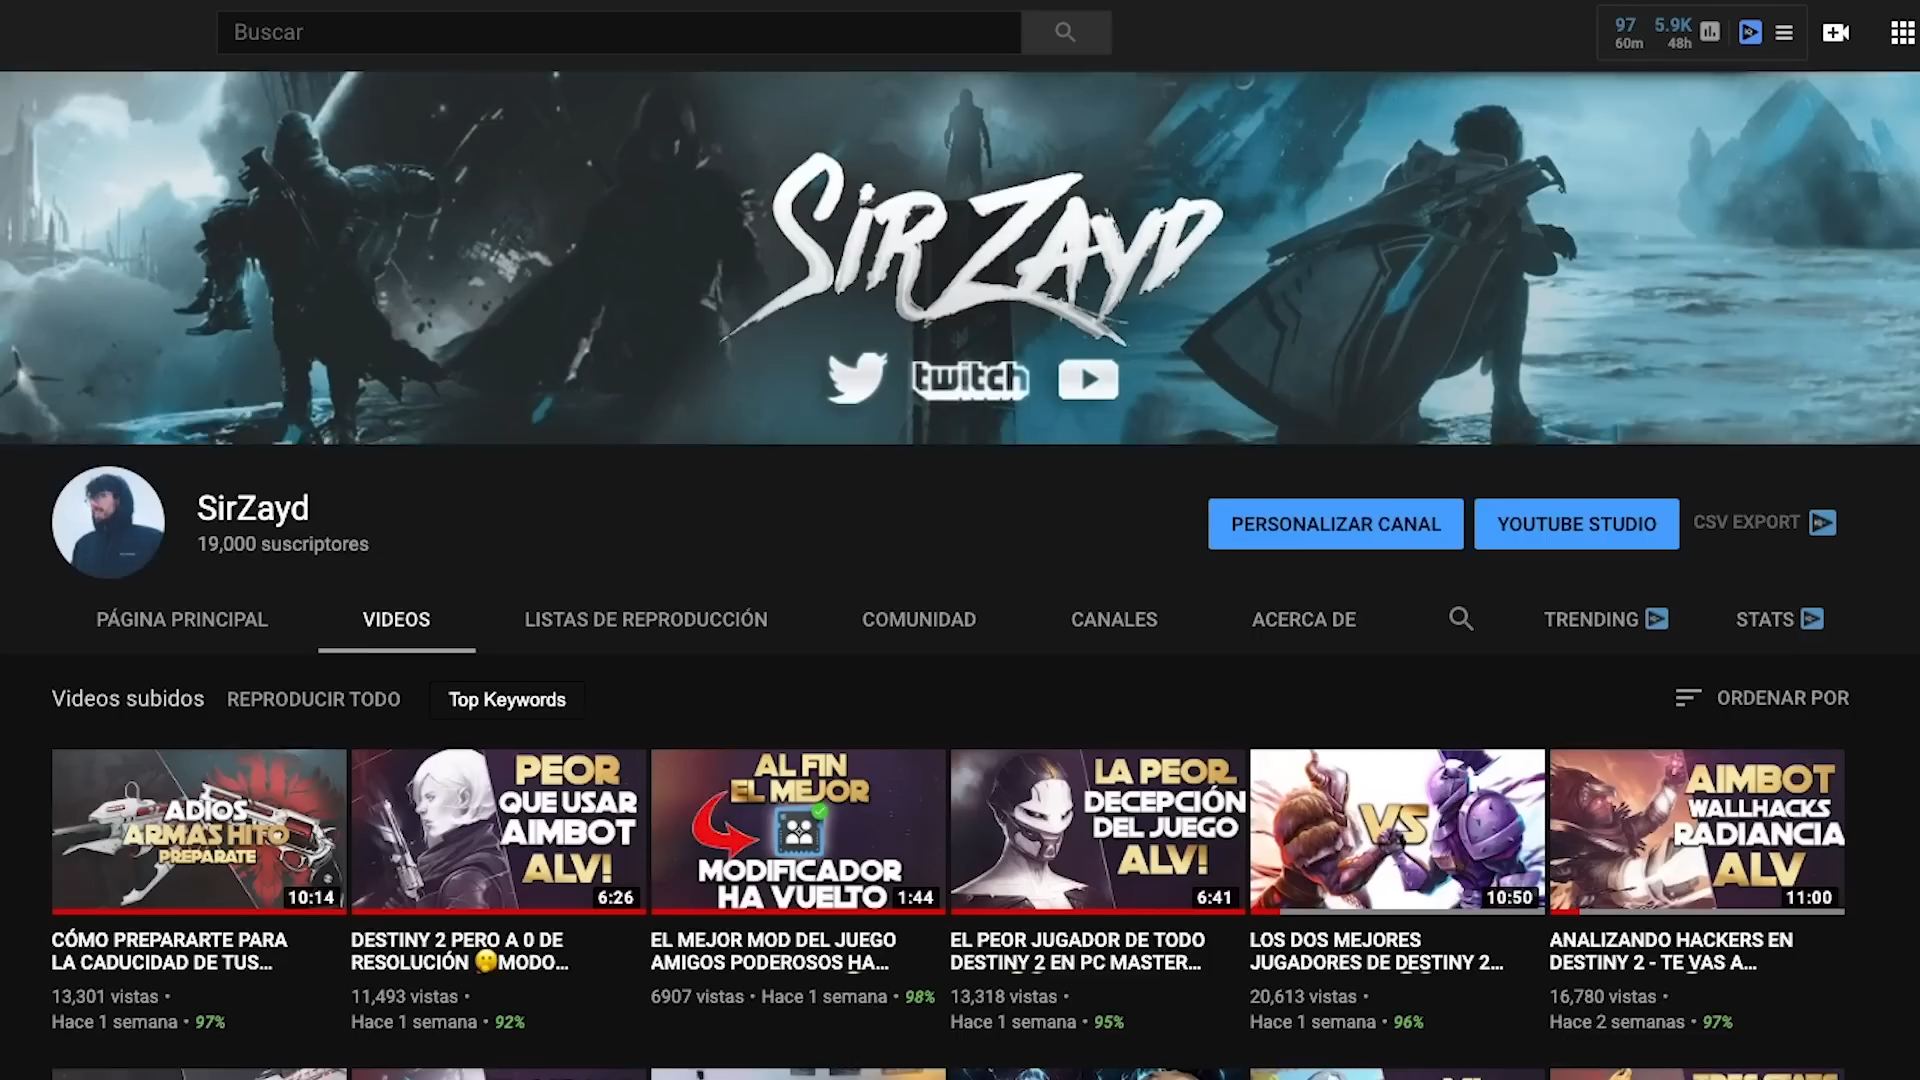 Buscar
97 5.9K
60m 48h
SirZayd
twitch
SirZayd
19,000 suscriptores
PERSONALIZAR CANAL
YOUTUBE STUDIO
CSV EXPORT
PÁGINA PRINCIPAL
VIDEOS
LISTAS DE REPRODUCCIÓN
COMUNIDAD
CANALES
ACERCA DE
TRENDING
STATS
Videos subidos
REPRODUCIR TODO
Top Keywords
ORDENAR POR
ADIOS
ARMAS HITO
PREPARATE
10:14
CÓMO PREPARARTE PARA
LA CADUCIDAD DE TUS...
13,301 vistas •
Hace 1 semana • 97%
PEOR
QUE USAR
AIMBOT
ALV!
6:26
DESTINY 2 PERO A 0 DE
RESOLUCIÓN 🤫MODO...
11,493 vistas •
Hace 1 semana • 92%
AL FIN
EL MEJOR
MODIFICADOR
HA VUELTO
1:44
EL MEJOR MOD DEL JUEGO
AMIGOS PODEROSOS HA...
6907 vistas • Hace 1 semana • 98%
LA PEOR
DECEPCIÓN
DEL JUEGO
ALV!
6:41
EL PEOR JUGADOR DE TODO
DESTINY 2 EN PC MASTER...
13,318 vistas •
Hace 1 semana • 95%
VS
10:50
LOS DOS MEJORES
JUGADORES DE DESTINY 2...
20,613 vistas •
Hace 1 semana • 96%
AIMBOT
WALLHACKS
RADIANCIA
ALV
11:00
ANALIZANDO HACKERS EN
DESTINY 2 - TE VAS A...
16,780 vistas •
Hace 2 semanas • 97%